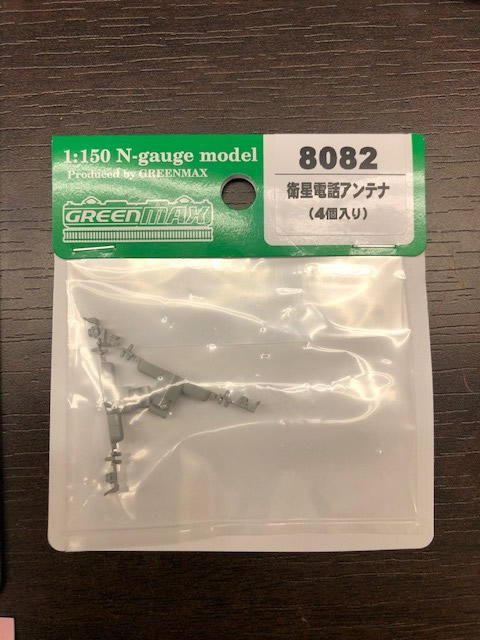 1:150 N-gauge model
Produced by GREENMAX
GREENMAX
8082
衛星電話アンテナ
（4個入り）